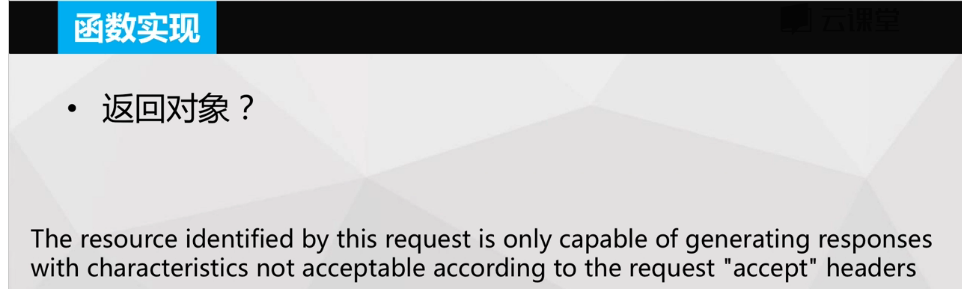 函数实现
云课堂
• 返回对象？
The resource identified by this request is only capable of generating responses
with characteristics not acceptable according to the request "accept" headers